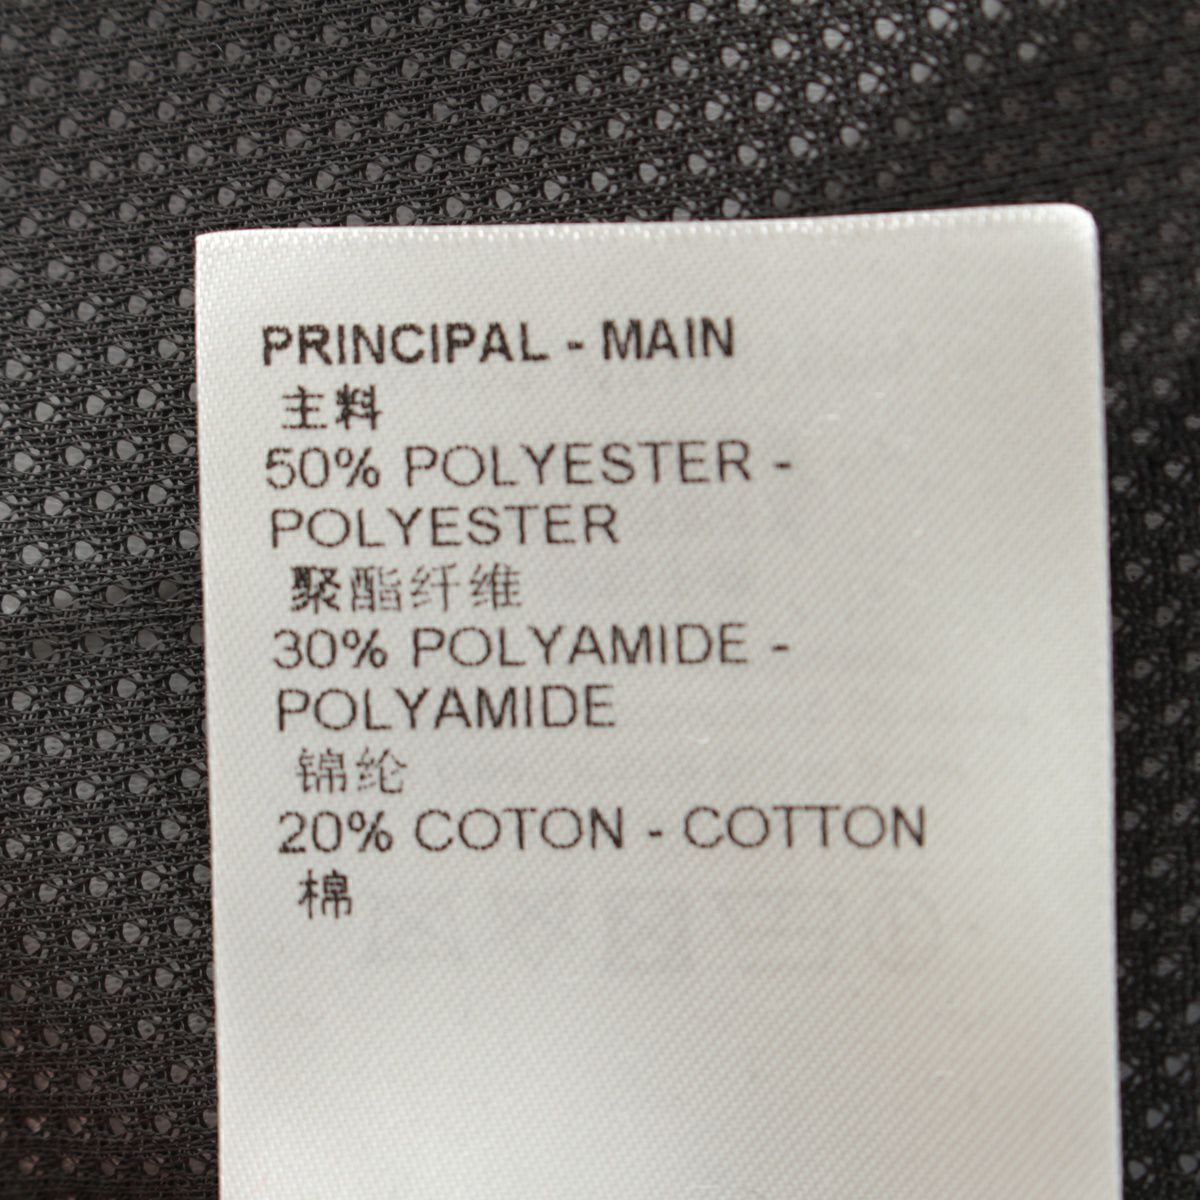 PRINCIPAL - MAIN
主料
50% POLYESTER -
POLYESTER
聚酯纤维
30% POLYAMIDE -
POLYAMIDE
锦纶
20% COTON - COTTON
棉